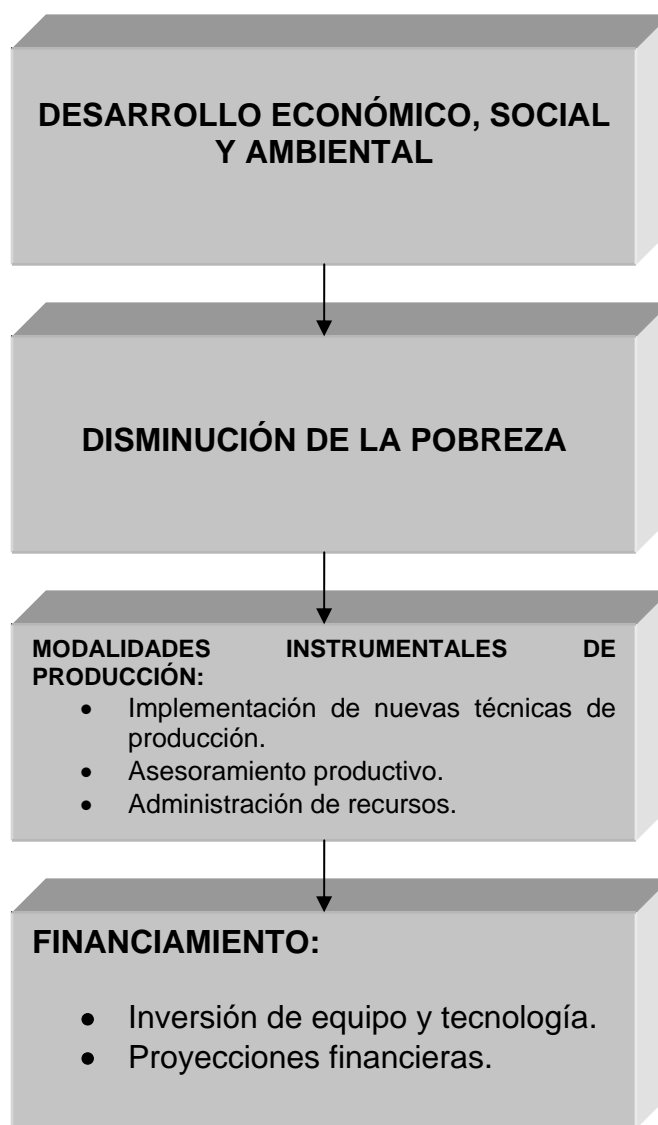 DESARROLLO ECONÓMICO, SOCIAL
Y AMBIENTAL
DISMINUCIÓN DE LA POBREZA
MODALIDADES INSTRUMENTALES DE
PRODUCCIÓN:
• Implementación de nuevas técnicas de
producción.
• Asesoramiento productivo.
• Administración de recursos.
FINANCIAMIENTO:
• Inversión de equipo y tecnología.
• Proyecciones financieras.